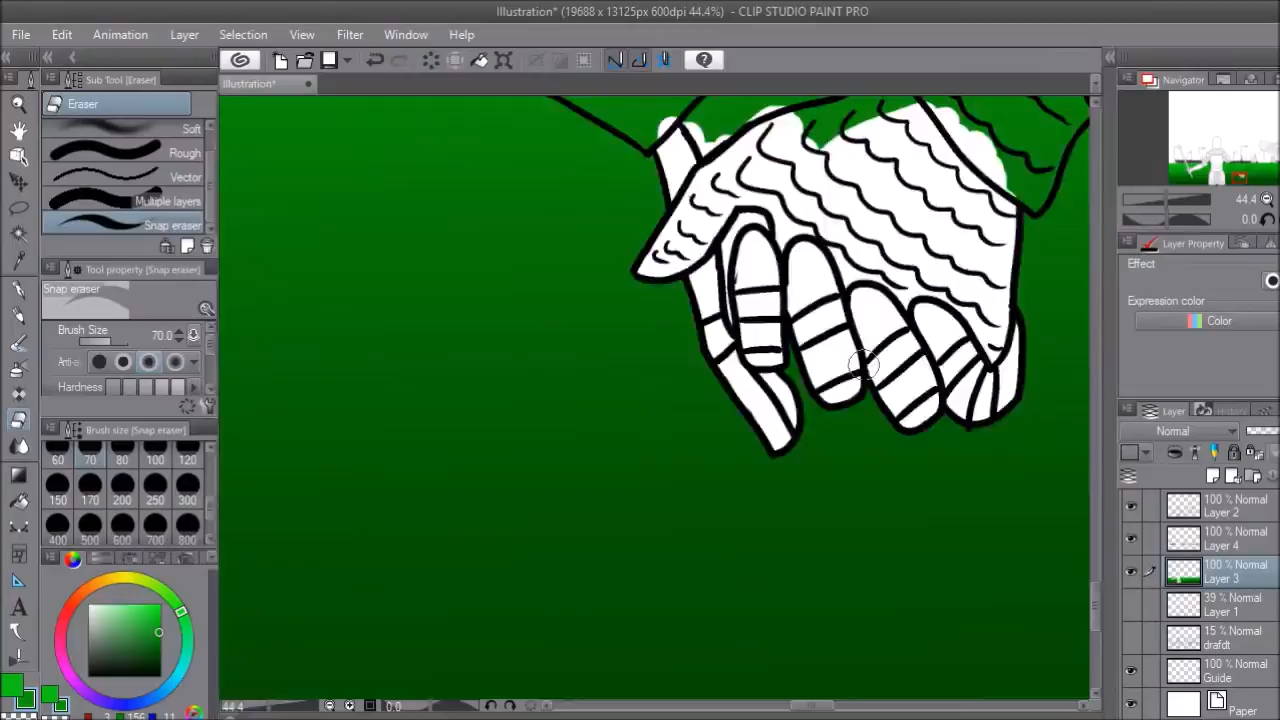 Illustration* (19688 x 13125px 600dpi 44.4%) - CLIP STUDIO PAINT PRO
File Edit Animation Layer Selection View Filter Window Help
Illustration*
Sub Tool [Eraser]
Eraser
Soft
Rough
Vector
Multiple layers
Snap eraser
Tool property [Snap eraser]
Snap eraser
Brush Size 70.0
Hardness
Brush size [Snap eraser]
60 70 80 100 120
150 170 200 250 300
400 500 600 700 800
3 156 11
44.4 0.0
Navigator
44.4
0.0
Layer Property
Effect
Expression color
Color
Layer History
Normal
100 % Normal
Layer 2
100 % Normal
Layer 4
100 % Normal
Layer 3
39 % Normal
Layer 1
15 % Normal
drafdt
100 % Normal
Guide
Paper